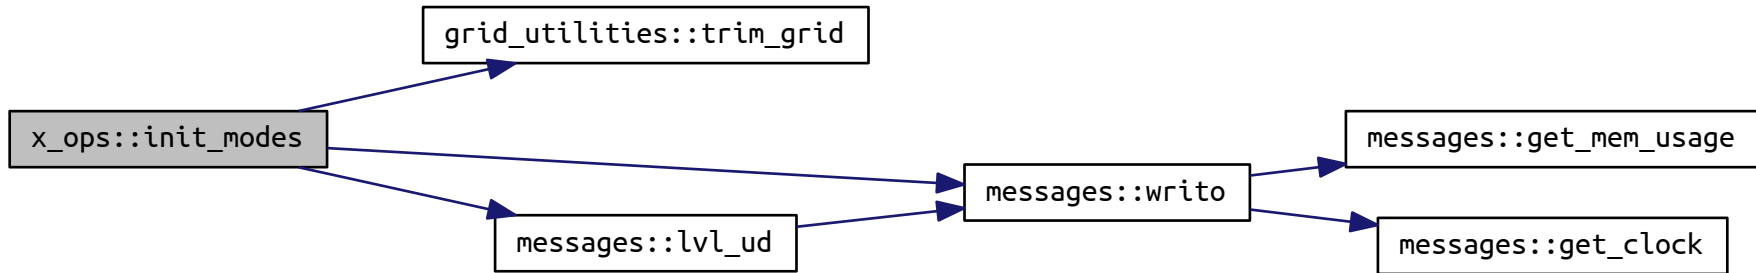 grid_utilities::trim_grid
x_ops::init_modes
messages::get_mem_usage
messages::writo
messages::lvl_ud
messages::get_clock